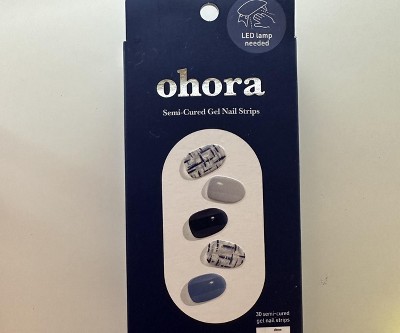 LED lamp
needed
ohora
Semi-Cured Gel Nail Strips
30 semi-cured
gel nail strips